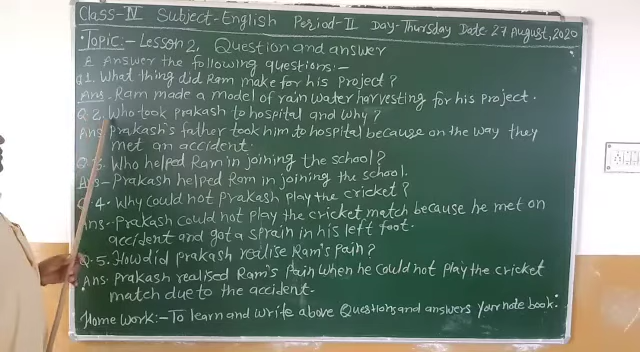 Class-IV Subject-English Period-II Day-Thursday Date 27 August, 2020
Topic:- Lesson 2, Question and answer
E Answer the following questions:-
Q1. What thing did Ram make for his project?
Ans- Ram made a model of rain water harvesting for his project.
Q.2. Who took prakash to hospital and why?
Ans Prakash's father took him to hospital because on the way they
met an accident.
Q.3. Who helped Ram in joining the school?
Ans- Prakash helped Ram in joining the school.
Q.4. Why could not Prakash play the cricket?
Ans- Prakash could not play the cricket match because he met an
accident and got a sprain in his left foot.
Q.5. How did prakash realise Ram's pain?
Ans. Prakash realised Ram's pain when he could not play the cricket
match due to the accident.
Home work:- To learn and write above Questions and answers your note book.